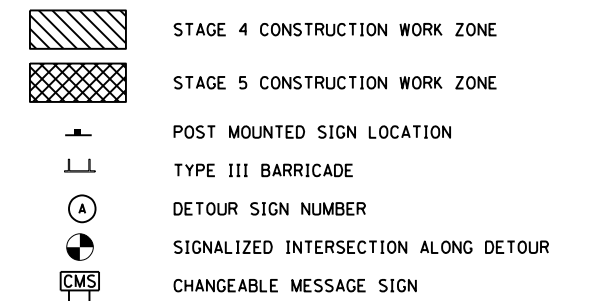 STAGE 4 CONSTRUCTION WORK ZONE
STAGE 5 CONSTRUCTION WORK ZONE
POST MOUNTED SIGN LOCATION
TYPE III BARRICADE
A DETOUR SIGN NUMBER
SIGNALIZED INTERSECTION ALONG DETOUR
CMS CHANGEABLE MESSAGE SIGN